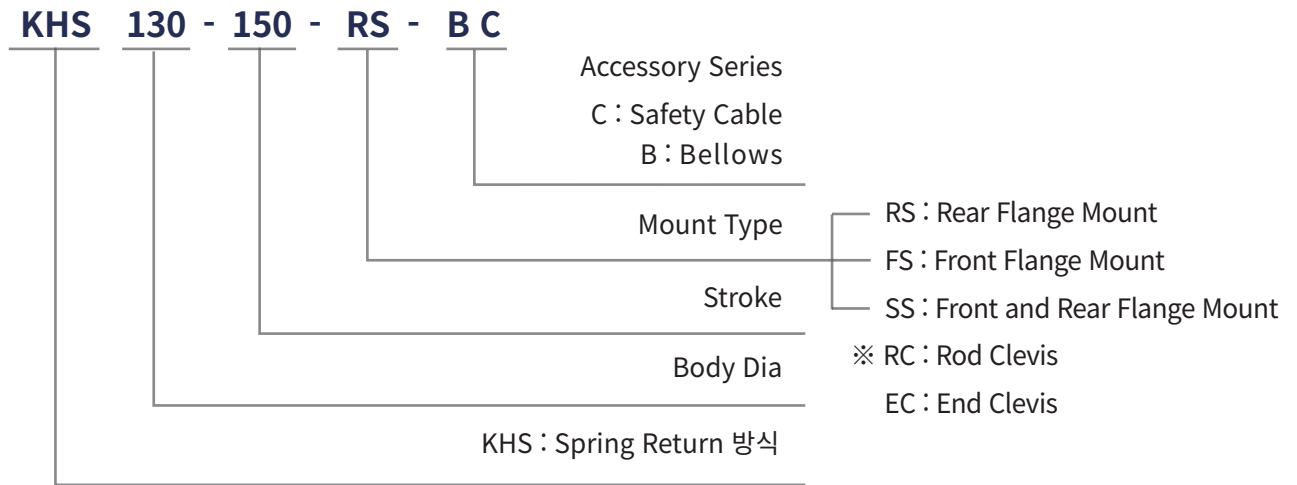 KHS 130 - 150 - RS - B C
Accessory Series
C : Safety Cable
B : Bellows
Mount Type
RS : Rear Flange Mount
FS : Front Flange Mount
SS : Front and Rear Flange Mount
Stroke
※ RC : Rod Clevis
Body Dia
EC : End Clevis
KHS : Spring Return 방식